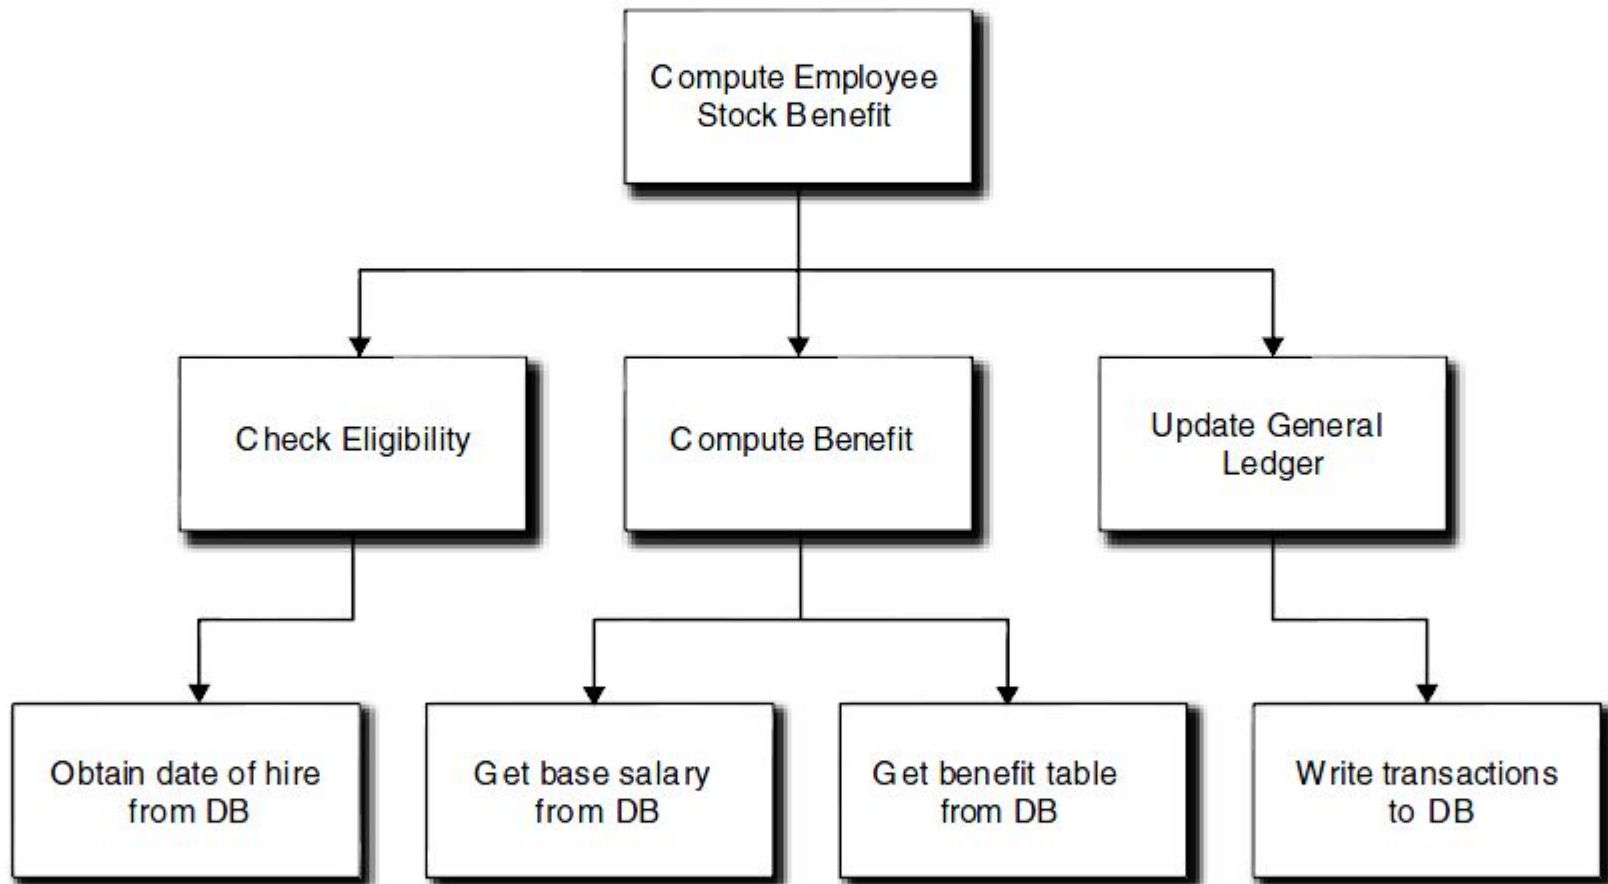 Compute Employee
Stock Benefit
Check Eligibility
Compute Benefit
Update General
Ledger
Obtain date of hire
from DB
Get base salary
from DB
Get benefit table
from DB
Write transactions
to DB